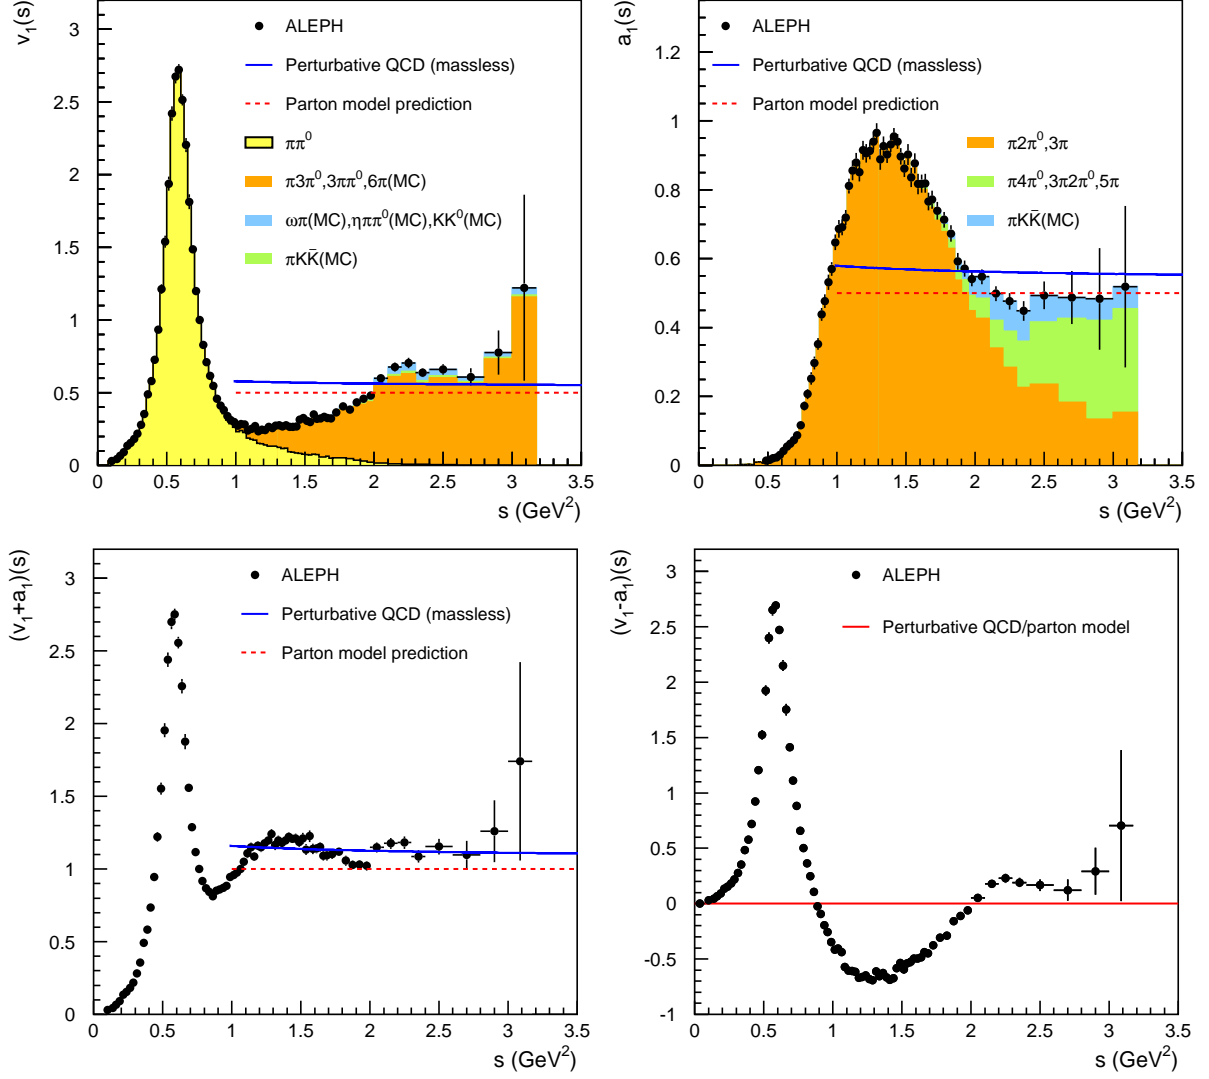 v₁(s)
3
2.5
2
1.5
1
0.5
0
ALEPH
Perturbative QCD (massless)
Parton model prediction
ππ⁰
π3π⁰,3ππ⁰,6π(MC)
ωπ(MC),ηππ⁰(MC),KK⁰(MC)
πKK̄(MC)
0 0.5 1 1.5 2 2.5 3 3.5
s (GeV²)
a₁(s)
1.2
1
0.8
0.6
0.4
0.2
0
ALEPH
Perturbative QCD (massless)
Parton model prediction
π2π⁰,3π
π4π⁰,3π2π⁰,5π
πKK̄(MC)
0 0.5 1 1.5 2 2.5 3 3.5
s (GeV²)
(v₁+a₁)(s)
3
2.5
2
1.5
1
0.5
0
ALEPH
Perturbative QCD (massless)
Parton model prediction
0 0.5 1 1.5 2 2.5 3 3.5
s (GeV²)
(v₁-a₁)(s)
3
2.5
2
1.5
1
0.5
0
-0.5
-1
ALEPH
Perturbative QCD/parton model
0 0.5 1 1.5 2 2.5 3 3.5
s (GeV²)